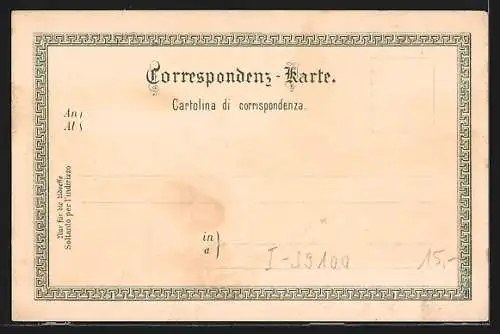 Correspondenz-Karte.
Cartolina di corrispondenza.
An
Al
Nur für die Adresse
Soltanto per l'indirizzo
in
a
I-39100
15,-